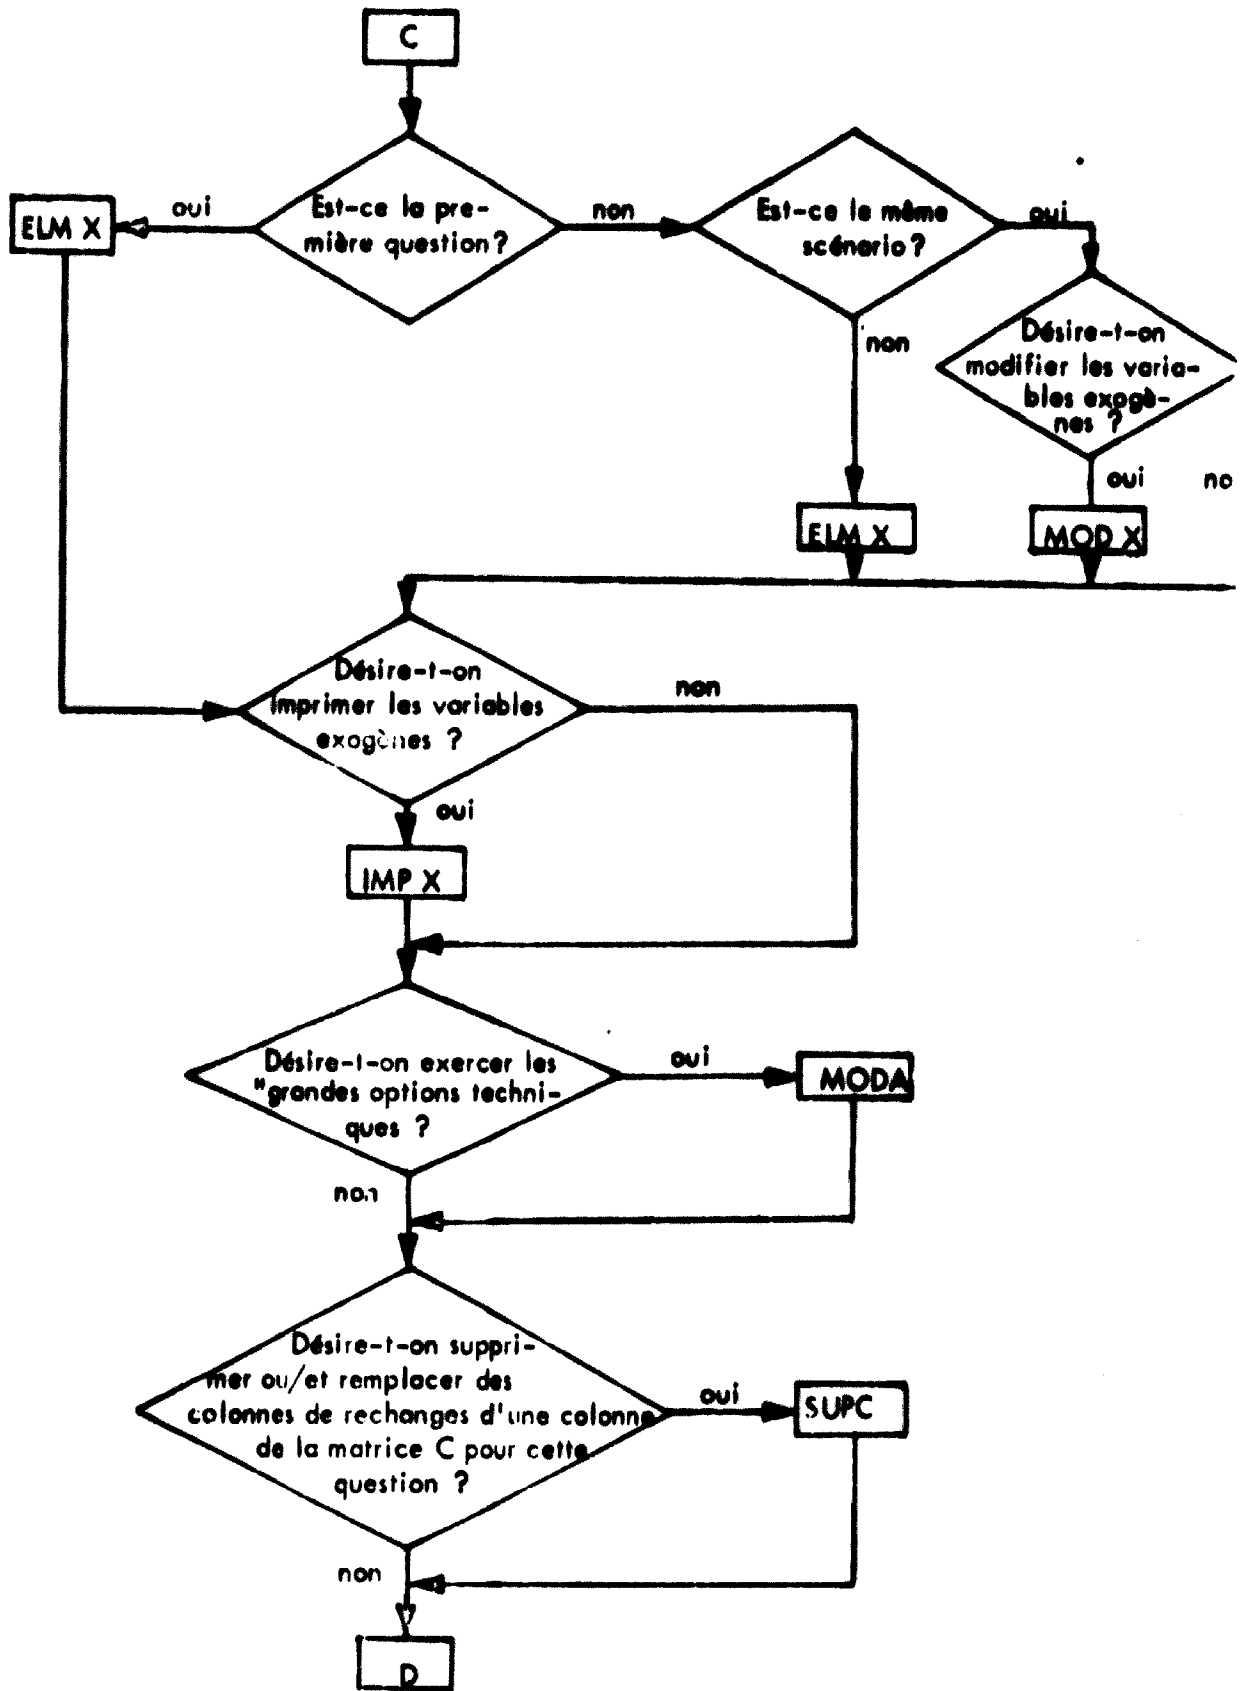 C
Est-ce la pre-
mière question ?
oui
non
ELM X
Est-ce le même
scénario ?
oui
non
Désire-t-on
modifier les varia-
bles exogè-
nes ?
oui
no
ELM X
MOD X
Désire-t-on
imprimer les variables
exogènes ?
non
oui
IMP X
Désire-t-on exercer les
"grandes options techni-
ques ?
oui
MODA
non
Désire-t-on suppri-
mer ou/et remplacer des
colonnes de rechanges d'une colonne
de la matrice C pour cette
question ?
oui
SUPC
non
D